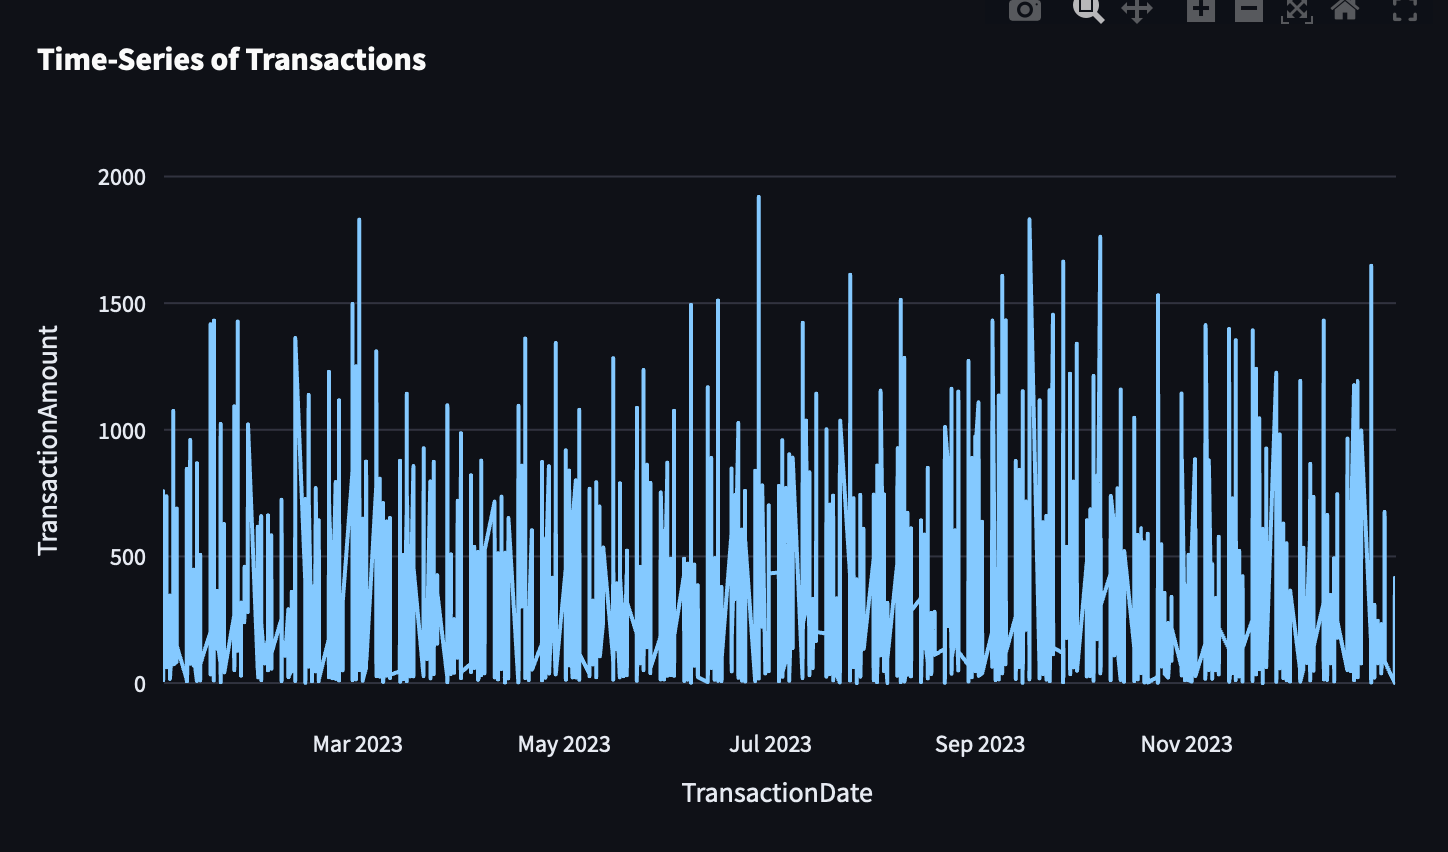 Time-Series of Transactions
2000
1500
1000
500
0
TransactionAmount
Mar 2023
May 2023
Jul 2023
Sep 2023
Nov 2023
TransactionDate